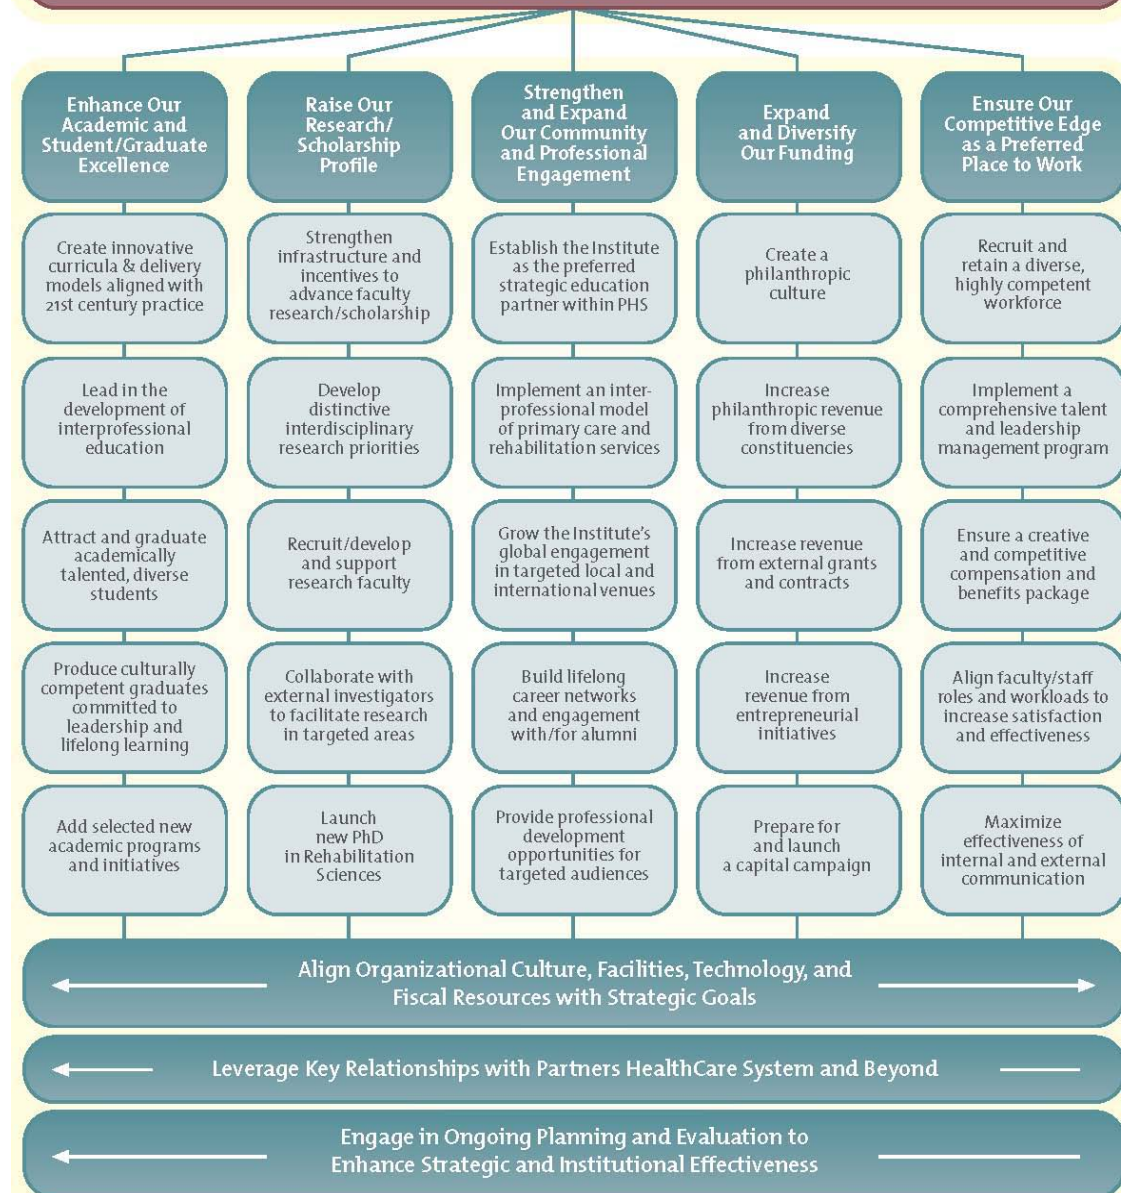 Enhance Our
Academic and
Student/Graduate
Excellence
Raise Our
Research/
Scholarship
Profile
Strengthen
and Expand
Our Community
and Professional
Engagement
Expand
and Diversify
Our Funding
Ensure Our
Competitive Edge
as a Preferred
Place to Work
Create innovative
curricula & delivery
models aligned with
21st century practice
Strengthen
infrastructure and
incentives to
advance faculty
research/scholarship
Establish the Institute
as the preferred
strategic education
partner within PHS
Create a
philanthropic
culture
Recruit and
retain a diverse,
highly competent
workforce
Lead in the
development of
interprofessional
education
Develop
distinctive
interdisciplinary
research priorities
Implement an inter-
professional model
of primary care and
rehabilitation services
Increase
philanthropic revenue
from diverse
constituencies
Implement a
comprehensive talent
and leadership
management program
Attract and graduate
academically
talented, diverse
students
Recruit/develop
and support
research faculty
Grow the Institute's
global engagement
in targeted local and
international venues
Increase revenue
from external grants
and contracts
Ensure a creative
and competitive
compensation and
benefits package
Produce culturally
competent graduates
committed to
leadership and
lifelong learning
Collaborate with
external investigators
to facilitate research
in targeted areas
Build lifelong
career networks
and engagement
with/for alumni
Increase
revenue from
entrepreneurial
initiatives
Align faculty/staff
roles and workloads to
increase satisfaction
and effectiveness
Add selected new
academic programs
and initiatives
Launch
new PhD
in Rehabilitation
Sciences
Provide professional
development
opportunities for
targeted audiences
Prepare for
and launch
a capital campaign
Maximize
effectiveness of
internal and external
communication
Align Organizational Culture, Facilities, Technology, and
Fiscal Resources with Strategic Goals
Leverage Key Relationships with Partners HealthCare System and Beyond
Engage in Ongoing Planning and Evaluation to
Enhance Strategic and Institutional Effectiveness